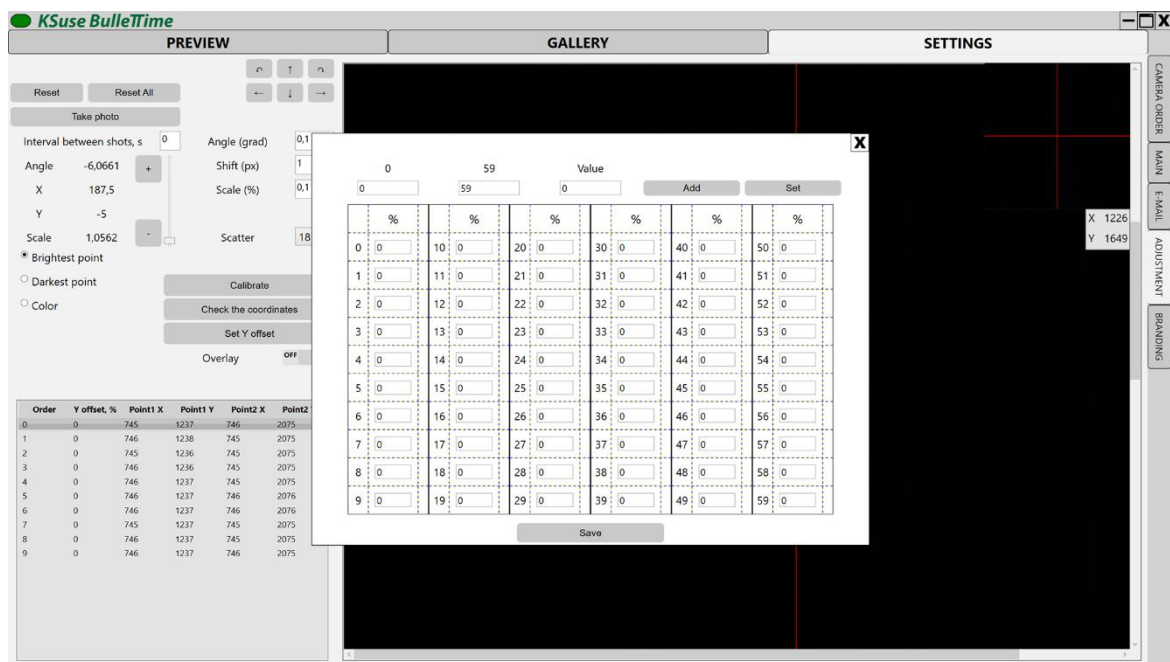 KSuse BulleTTime
X
PREVIEW GALLERY SETTINGS
Reset Reset All
Take photo
Interval between shots, s 0 Angle (grad) 0,1
Angle -6,0661 + Shift (px) 1
X 187,5 Scale (%) 0,1
Y -5
Scale 1,0562 - Scatter 18
Brightest point
Darkest point
Color
Calibrate
Check the coordinates
Set Y offset
Overlay OFF
Order Y offset, % Point1 X Point1 Y Point2 X Point2
0 0 745 1237 746 2075
1 0 746 1238 745 2075
2 0 745 1236 745 2075
3 0 746 1236 745 2075
4 0 746 1237 745 2075
5 0 746 1237 746 2076
6 0 746 1237 746 2076
7 0 745 1237 745 2075
8 0 746 1237 745 2075
9 0 746 1237 746 2075
X
0 59 Value
0 59 0 Add Set
% % % % % %
0 0 10 0 20 0 30 0 40 0 50 0
1 0 11 0 21 0 31 0 41 0 51 0
2 0 12 0 22 0 32 0 42 0 52 0
3 0 13 0 23 0 33 0 43 0 53 0
4 0 14 0 24 0 34 0 44 0 54 0
5 0 15 0 25 0 35 0 45 0 55 0
6 0 16 0 26 0 36 0 46 0 56 0
7 0 17 0 27 0 37 0 47 0 57 0
8 0 18 0 28 0 38 0 48 0 58 0
9 0 19 0 29 0 39 0 49 0 59 0
Save
X 1226
Y 1649
CAMERA ORDER
MAIN
E-MAIL
ADJUSTMENT
BRANDING